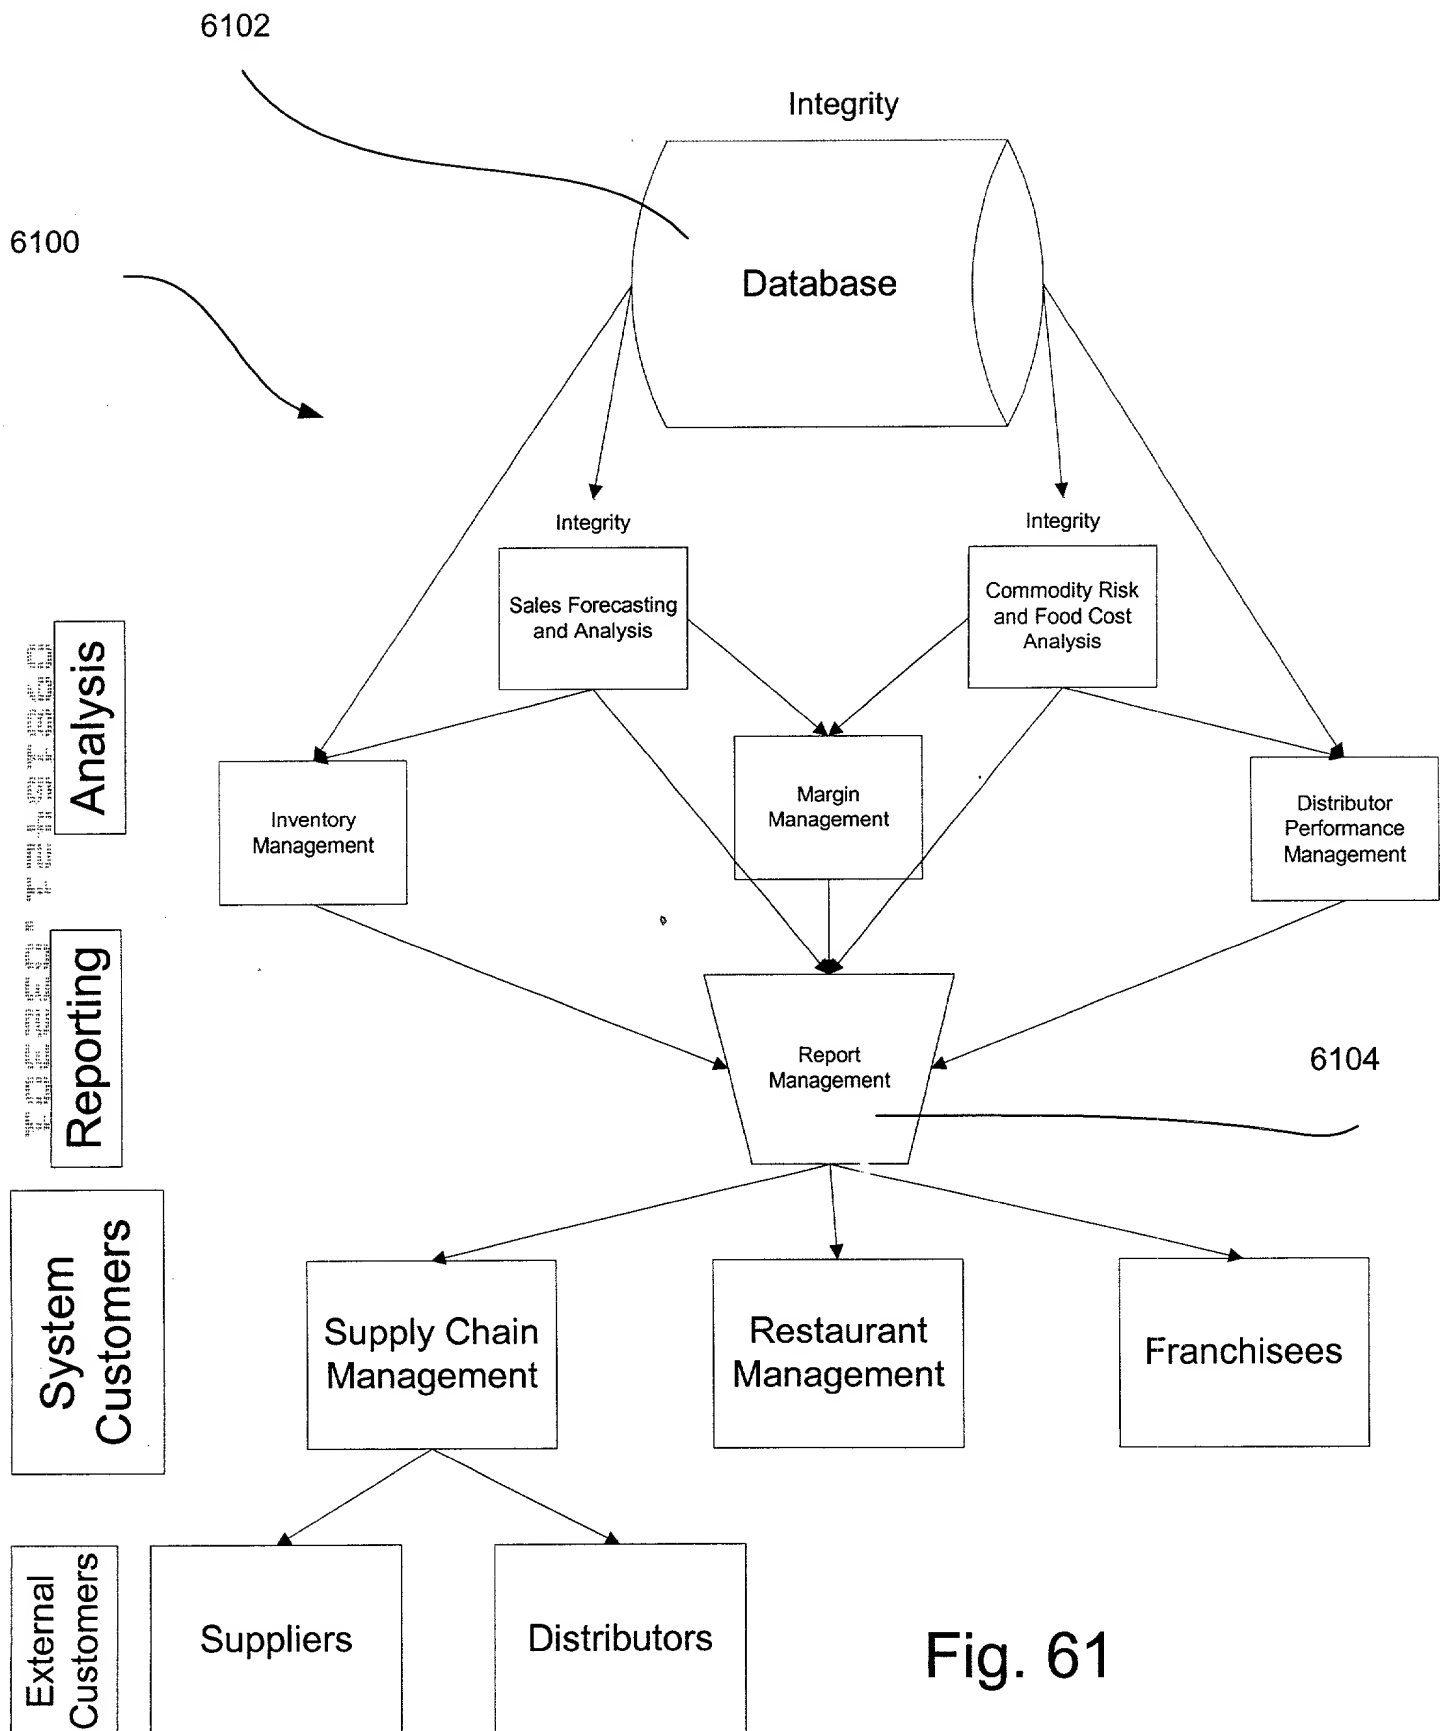 6102
Integrity
6100
Database
Integrity
Integrity
Sales Forecasting
and Analysis
Commodity Risk
and Food Cost
Analysis
Analysis
Inventory
Management
Margin
Management
Distributor
Performance
Management
Reporting
Report
Management
6104
System
Customers
Supply Chain
Management
Restaurant
Management
Franchisees
External
Customers
Suppliers
Distributors
Fig. 61